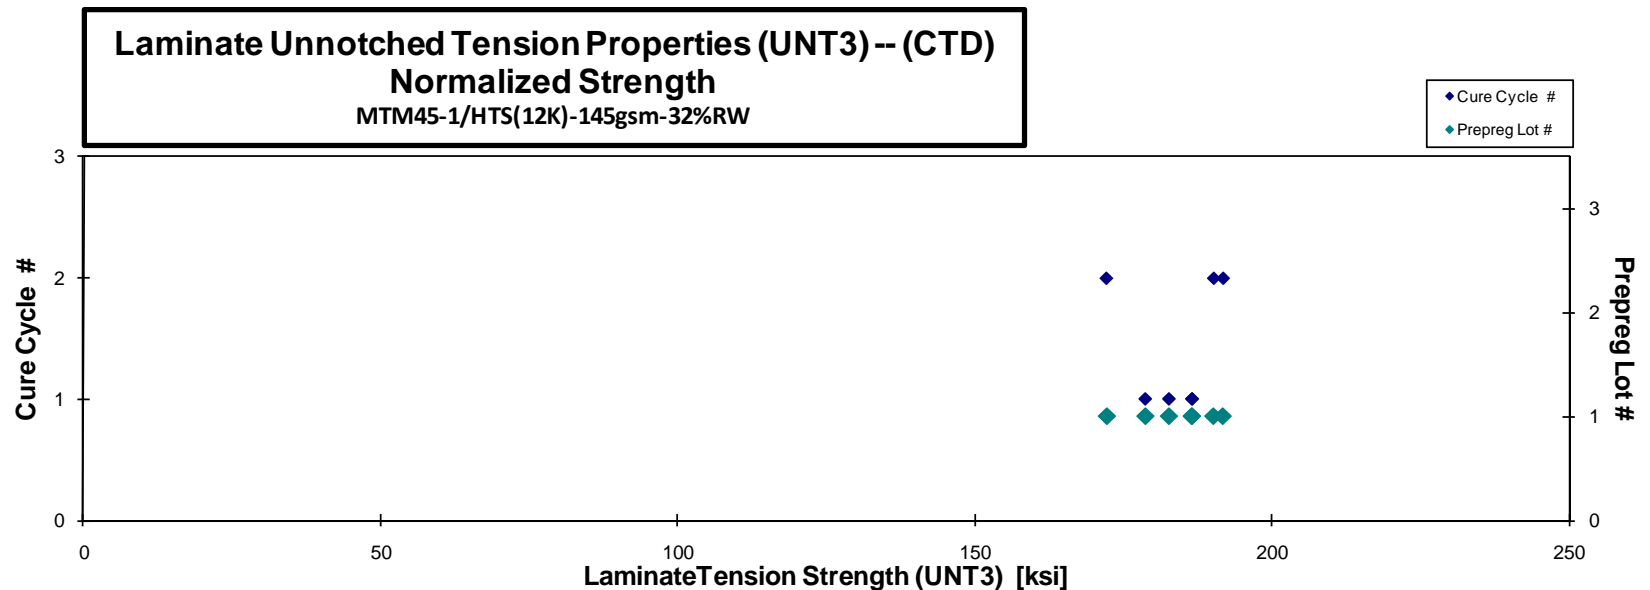 Laminate Unnotched Tension Properties (UNT3) -- (CTD)
Normalized Strength
MTM45-1/HTS(12K)-145gsm-32%RW
Cure Cycle #
Prepreg Lot #
3
2
1
0
Cure Cycle #
3
2
1
0
Prepreg Lot #
0 50 100 150 200 250
LaminateTension Strength (UNT3) [ksi]